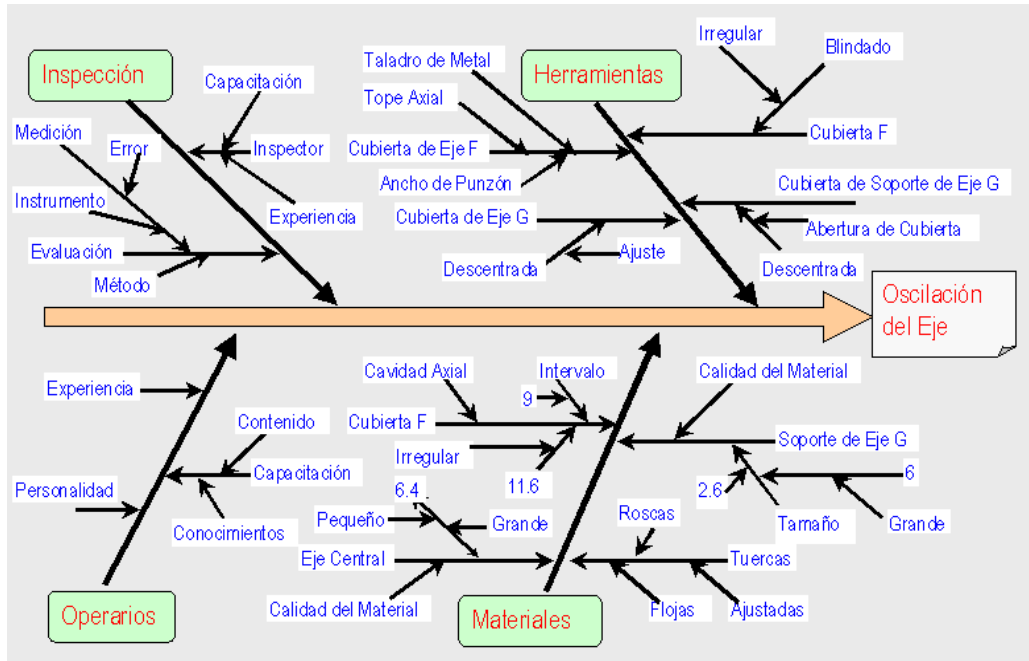 Inspección
Capacitación
Medición
Error
Inspector
Instrumento
Experiencia
Evaluación
Método
Herramientas
Irregular
Blindado
Taladro de Metal
Tope Axial
Cubierta F
Cubierta de Eje F
Ancho de Punzón
Cubierta de Soporte de Eje G
Cubierta de Eje G
Abertura de Cubierta
Ajuste
Descentrada
Descentrada
Oscilación
del Eje
Experiencia
Contenido
Capacitación
Personalidad
Conocimientos
Operarios
Cavidad Axial
Intervalo
9
Calidad del Material
Cubierta F
Soporte de Eje G
Irregular
11.6
6
2.6
6.4
Tamaño
Grande
Pequeño
Grande
Roscas
Eje Central
Tuercas
Calidad del Material
Flojas
Ajustadas
Materiales